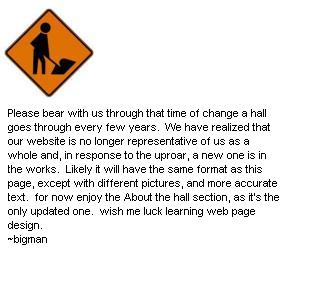 Please bear with us through that time of change a hall
goes through every few years.  We have realized that
our website is no longer representative of us as a
whole and, in response to the uproar, a new one is in
the works.  Likely it will have the same format as this
page, except with different pictures, and more accurate
text.  for now enjoy the About the hall section, as it's the
only updated one.  wish me luck learning web page
design.
~bigman